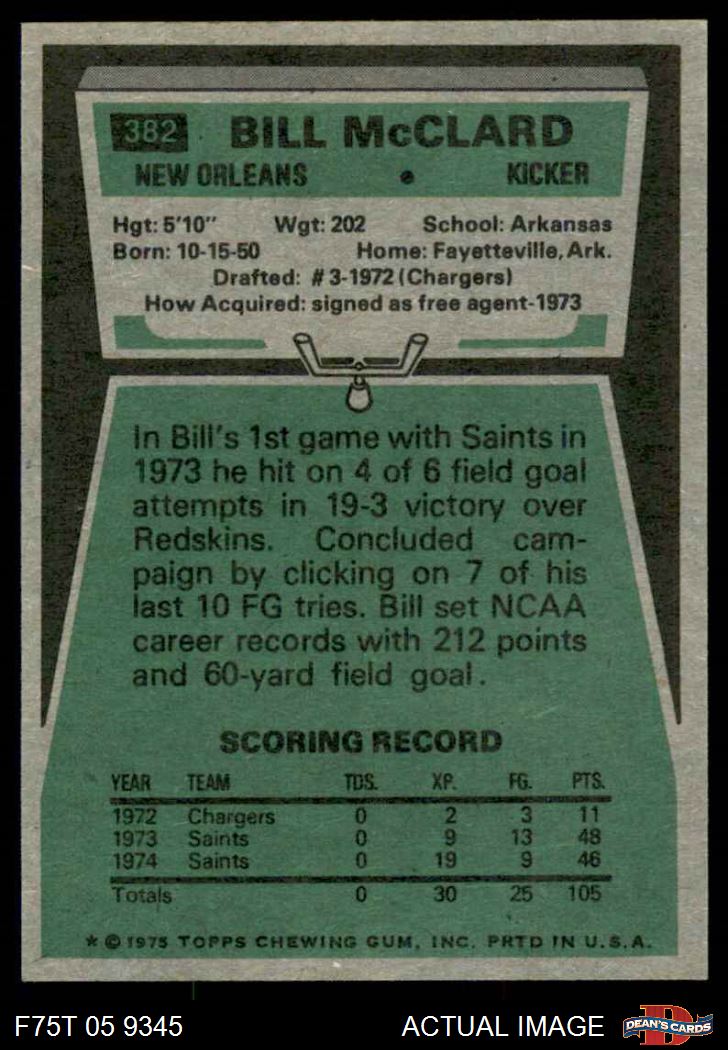 382 BILL McCLARD
NEW ORLEANS • KICKER
Hgt: 5'10" Wgt: 202 School: Arkansas
Born: 10-15-50 Home: Fayetteville, Ark.
Drafted: #3-1972 (Chargers)
How Acquired: signed as free agent-1973
In Bill's 1st game with Saints in
1973 he hit on 4 of 6 field goal
attempts in 19-3 victory over
Redskins. Concluded cam-
paign by clicking on 7 of his
last 10 FG tries. Bill set NCAA
career records with 212 points
and 60-yard field goal.
SCORING RECORD
YEAR TEAM TDS. XP. FG. PTS.
1972 Chargers 0 2 3 11
1973 Saints 0 9 13 48
1974 Saints 0 19 9 46
Totals 0 30 25 105
* © 1975 TOPPS CHEWING GUM, INC. PRTD IN U.S.A.
F75T 05 9345 ACTUAL IMAGE D DEAN'S CARDS